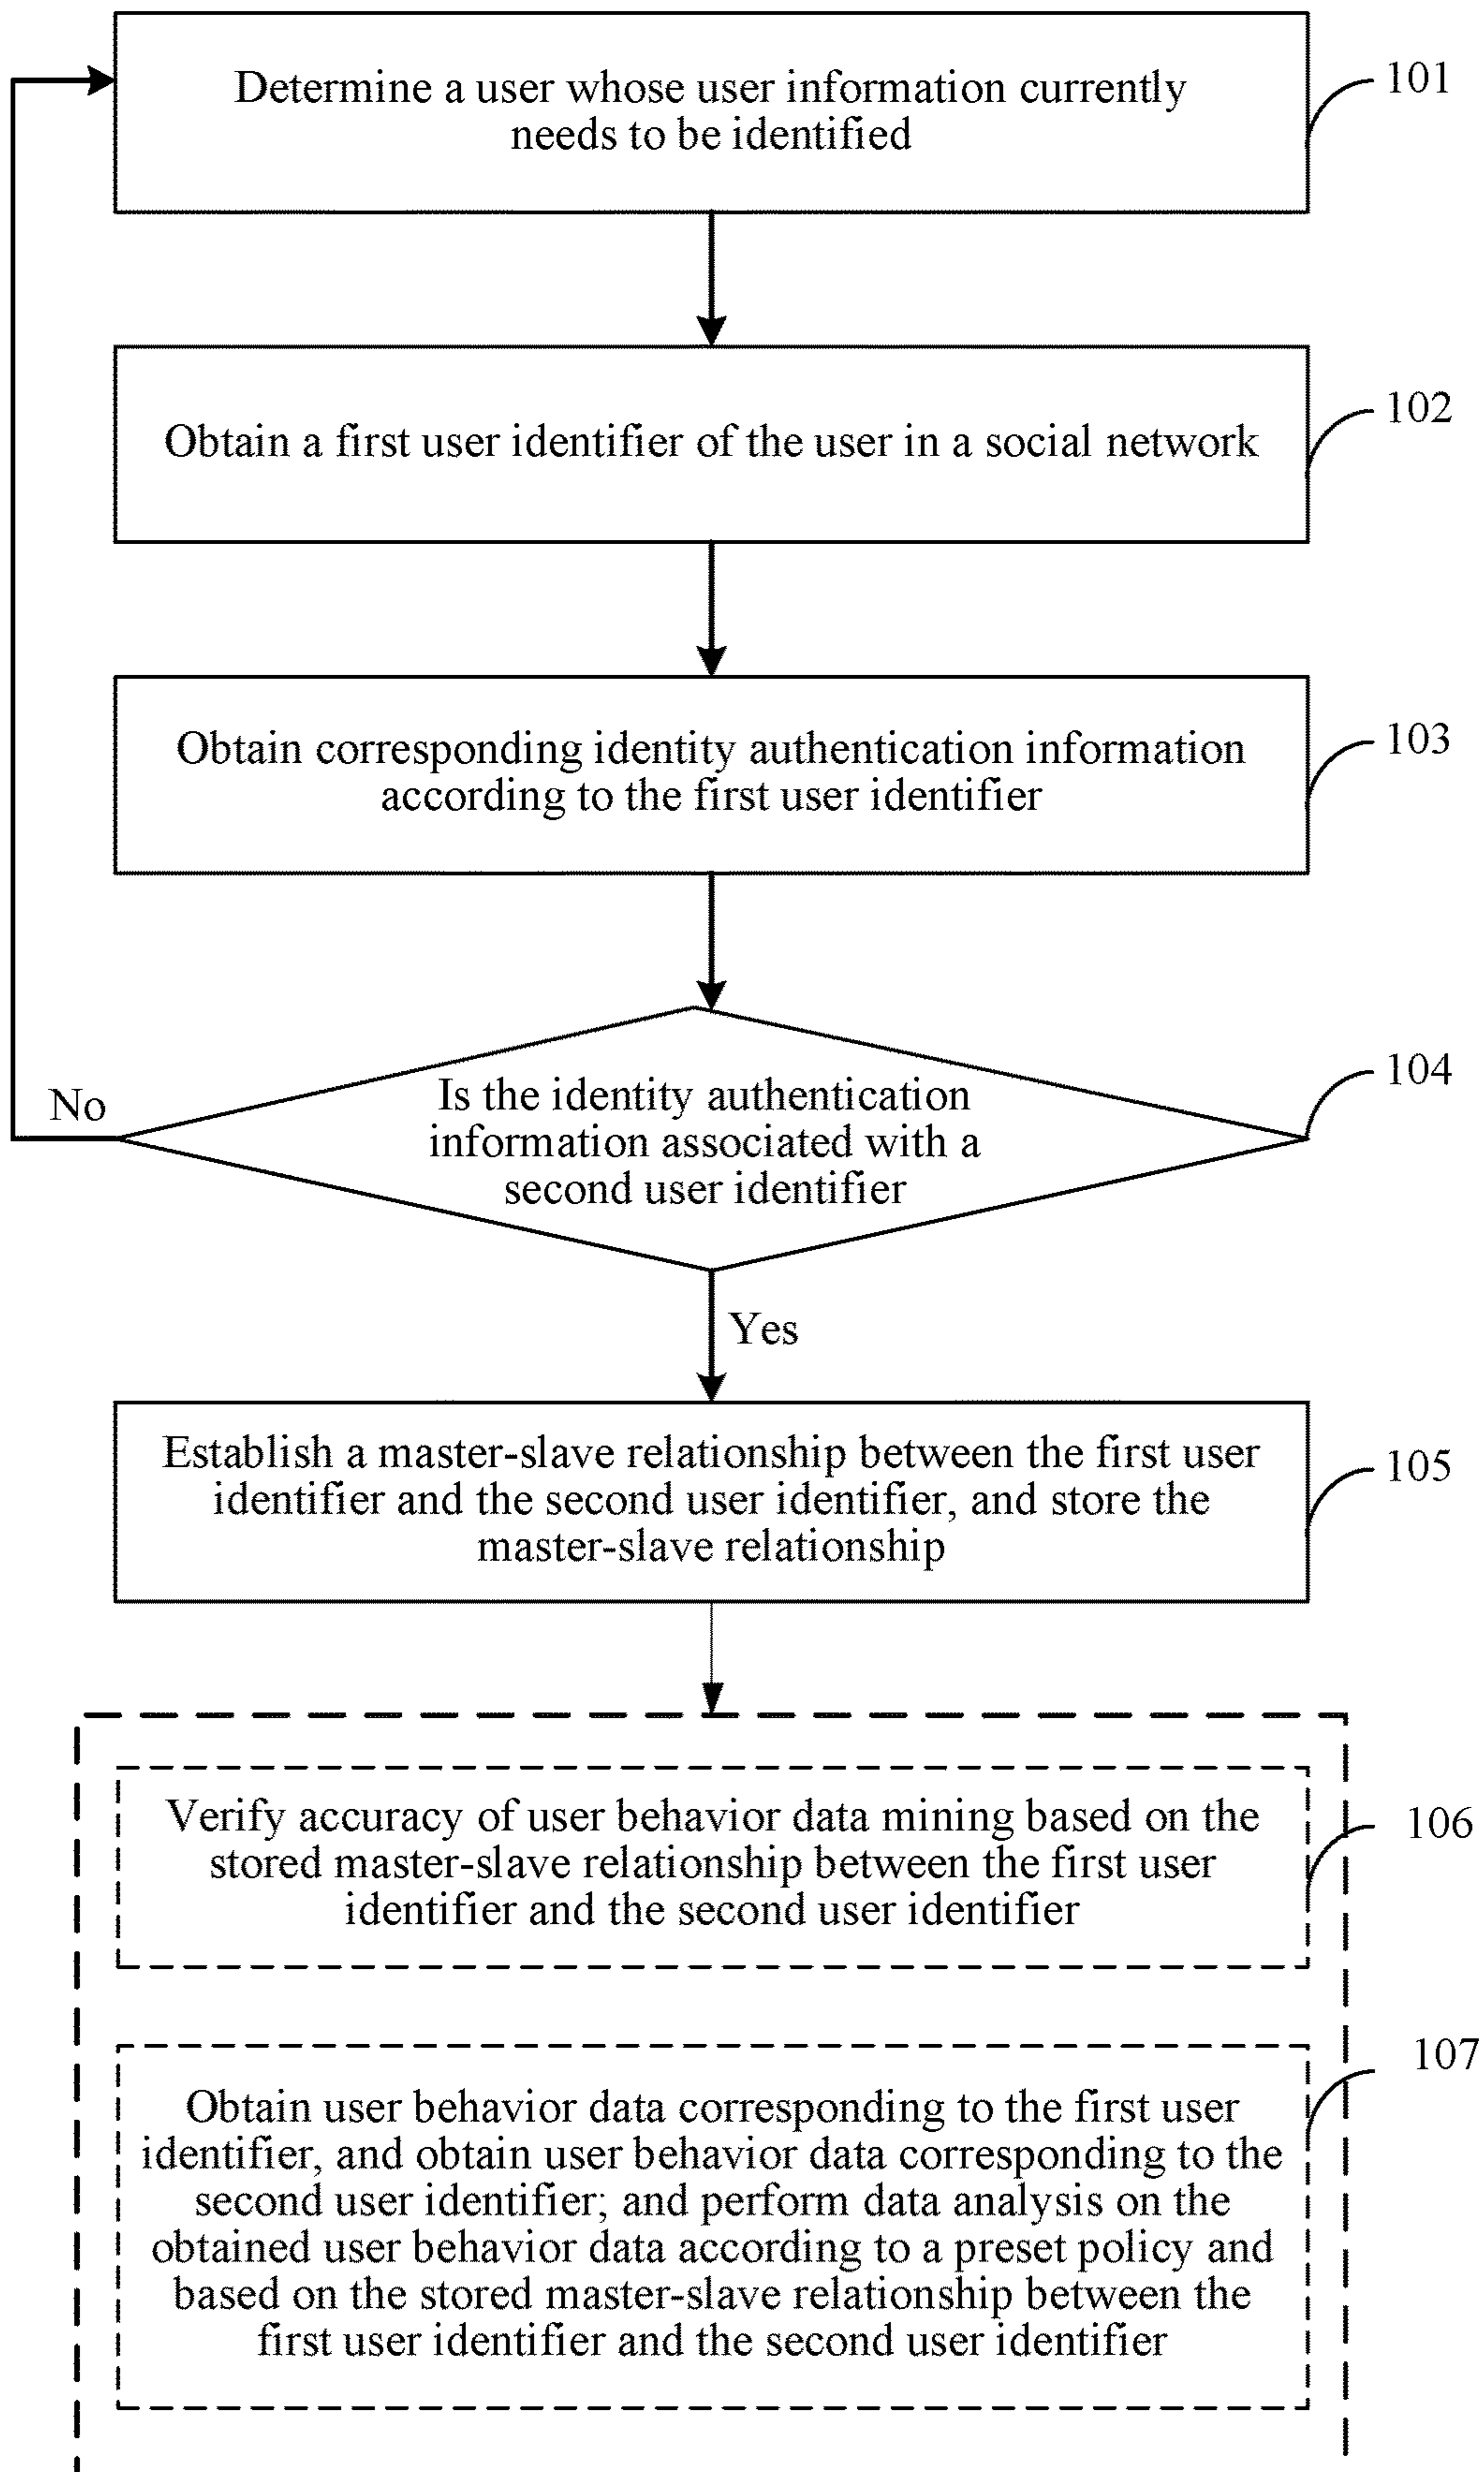 Determine a user whose user information currently
needs to be identified
101
Obtain a first user identifier of the user in a social network
102
Obtain corresponding identity authentication information
according to the first user identifier
103
Is the identity authentication
information associated with a
second user identifier
104
No
Yes
Establish a master-slave relationship between the first user
identifier and the second user identifier, and store the
master-slave relationship
105
Verify accuracy of user behavior data mining based on the
stored master-slave relationship between the first user
identifier and the second user identifier
106
Obtain user behavior data corresponding to the first user
identifier, and obtain user behavior data corresponding to the
second user identifier; and perform data analysis on the
obtained user behavior data according to a preset policy and
based on the stored master-slave relationship between the
first user identifier and the second user identifier
107